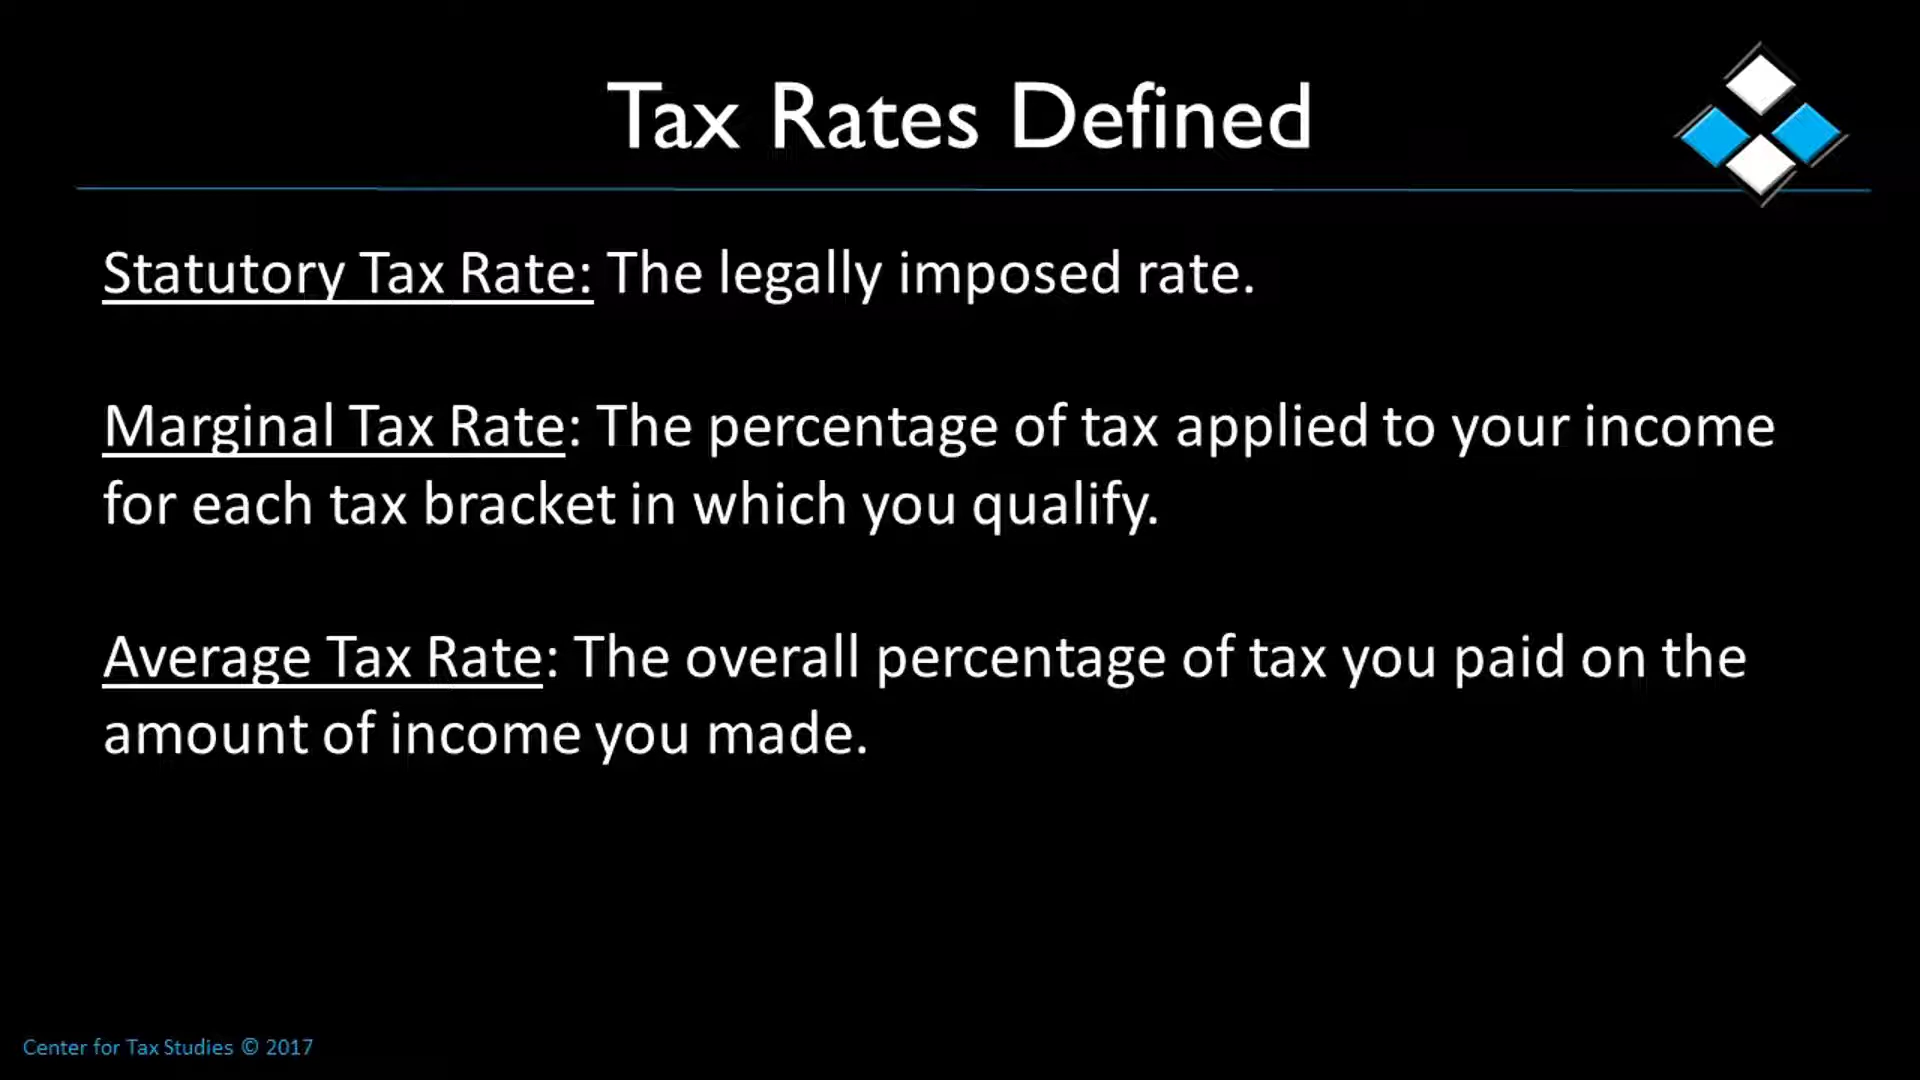 Tax Rates Defined
Statutory Tax Rate: The legally imposed rate.
Marginal Tax Rate: The percentage of tax applied to your income
for each tax bracket in which you qualify.
Average Tax Rate: The overall percentage of tax you paid on the
amount of income you made.
Center for Tax Studies © 2017